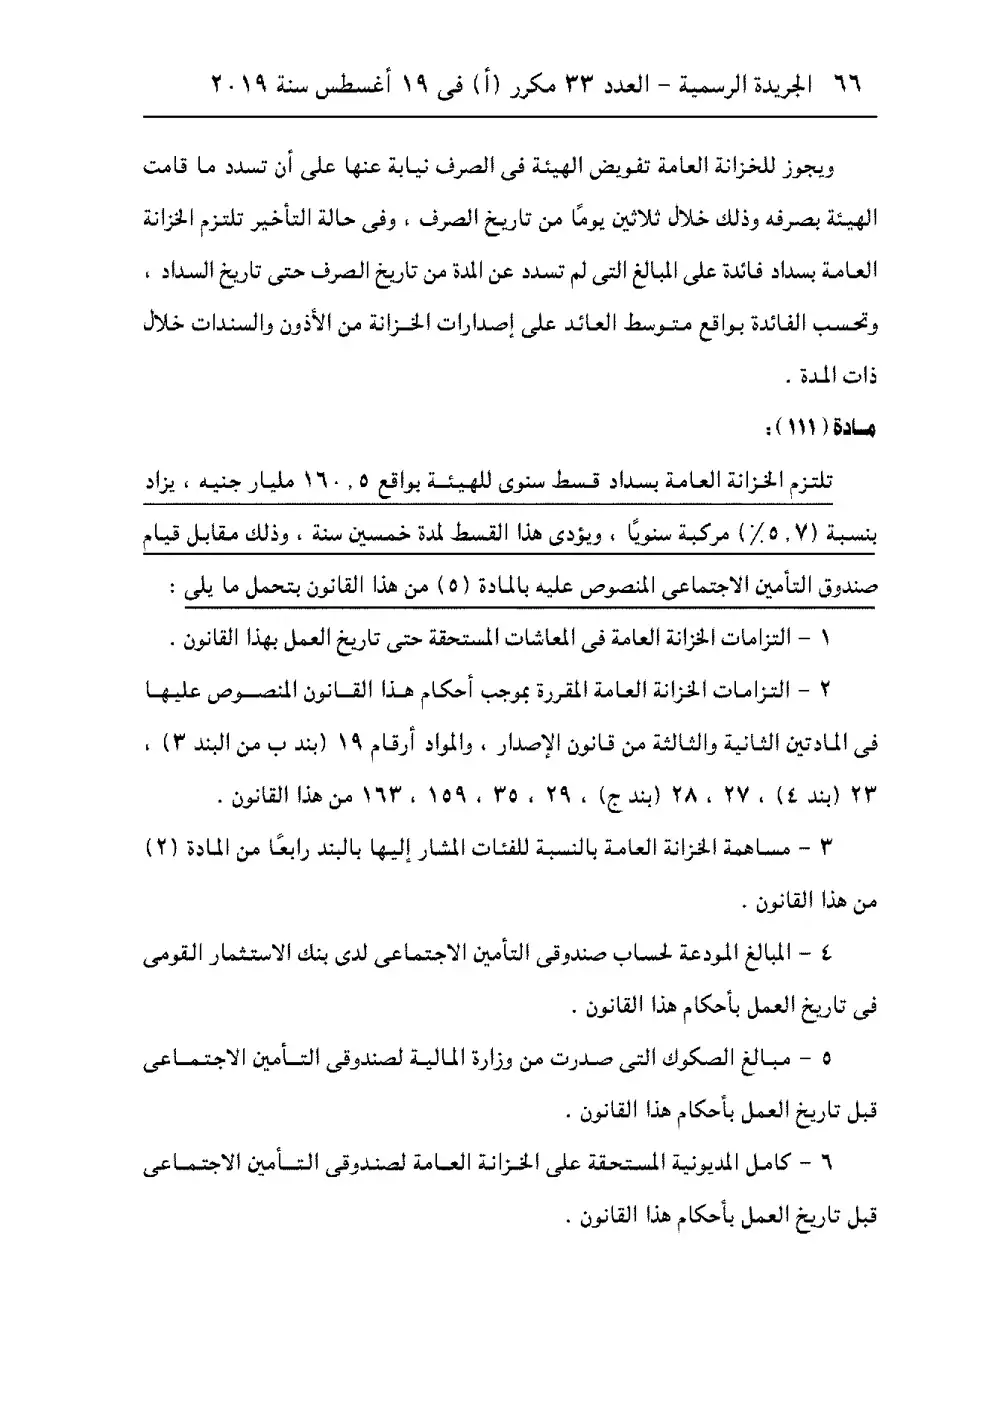 ٦٦ الجريدة الرسمية – العدد ٣٣ مكرر (أ) فى ١٩ أغسطس سنة ٢٠١٩
ويجوز للخزانة العامة تفويض الهيئة فى الصرف نيابة عنها على أن تسدد ما قامت
الهيئة بصرفه وذلك خلال ثلاثين يومًا من تاريخ الصرف ، وفى حالة التأخير تلتزم الخزانة
العامة بسداد فائدة على المبالغ التى لم تسدد عن المدة من تاريخ الصرف حتى تاريخ السداد ،
وتحسب الفائدة بواقع متوسط العائد على إصدارات الخزانة من الأذون والسندات خلال
ذات المدة .
مادة (١١١) :
تلتزم الخزانة العامة بسداد قسط سنوى للهيئة بواقع ١٦٠,٥ مليار جنيه ، يزاد
بنسبة (٥,٧٪) مركبة سنويًا ، ويؤدى هذا القسط لمدة خمسين سنة ، وذلك مقابل قيام
صندوق التأمين الاجتماعى المنصوص عليه بالمادة (٥) من هذا القانون بتحمل ما يلى :
١ – التزامات الخزانة العامة فى المعاشات المستحقة حتى تاريخ العمل بهذا القانون .
٢ – التزامات الخزانة العامة المقررة بموجب أحكام هذا القانون المنصوص عليها
فى المادتين الثانية والثالثة من قانون الإصدار ، والمواد أرقام ١٩ (بند ب من البند ٣) ،
٢٣ (بند ٤) ، ٢٧ ، ٢٨ (بند ج) ، ٢٩ ، ٣٥ ، ١٥٩ ، ١٦٣ من هذا القانون .
٣ – مساهمة الخزانة العامة بالنسبة للفئات المشار إليها بالبند رابعًا من المادة (٢)
من هذا القانون .
٤ – المبالغ المودعة لحساب صندوقى التأمين الاجتماعى لدى بنك الاستثمار القومى
فى تاريخ العمل بأحكام هذا القانون .
٥ – مبالغ الصكوك التى صدرت من وزارة المالية لصندوقى التأمين الاجتماعى
قبل تاريخ العمل بأحكام هذا القانون .
٦ – كامل المديونية المستحقة على الخزانة العامة لصندوقى التأمين الاجتماعى
قبل تاريخ العمل بأحكام هذا القانون .